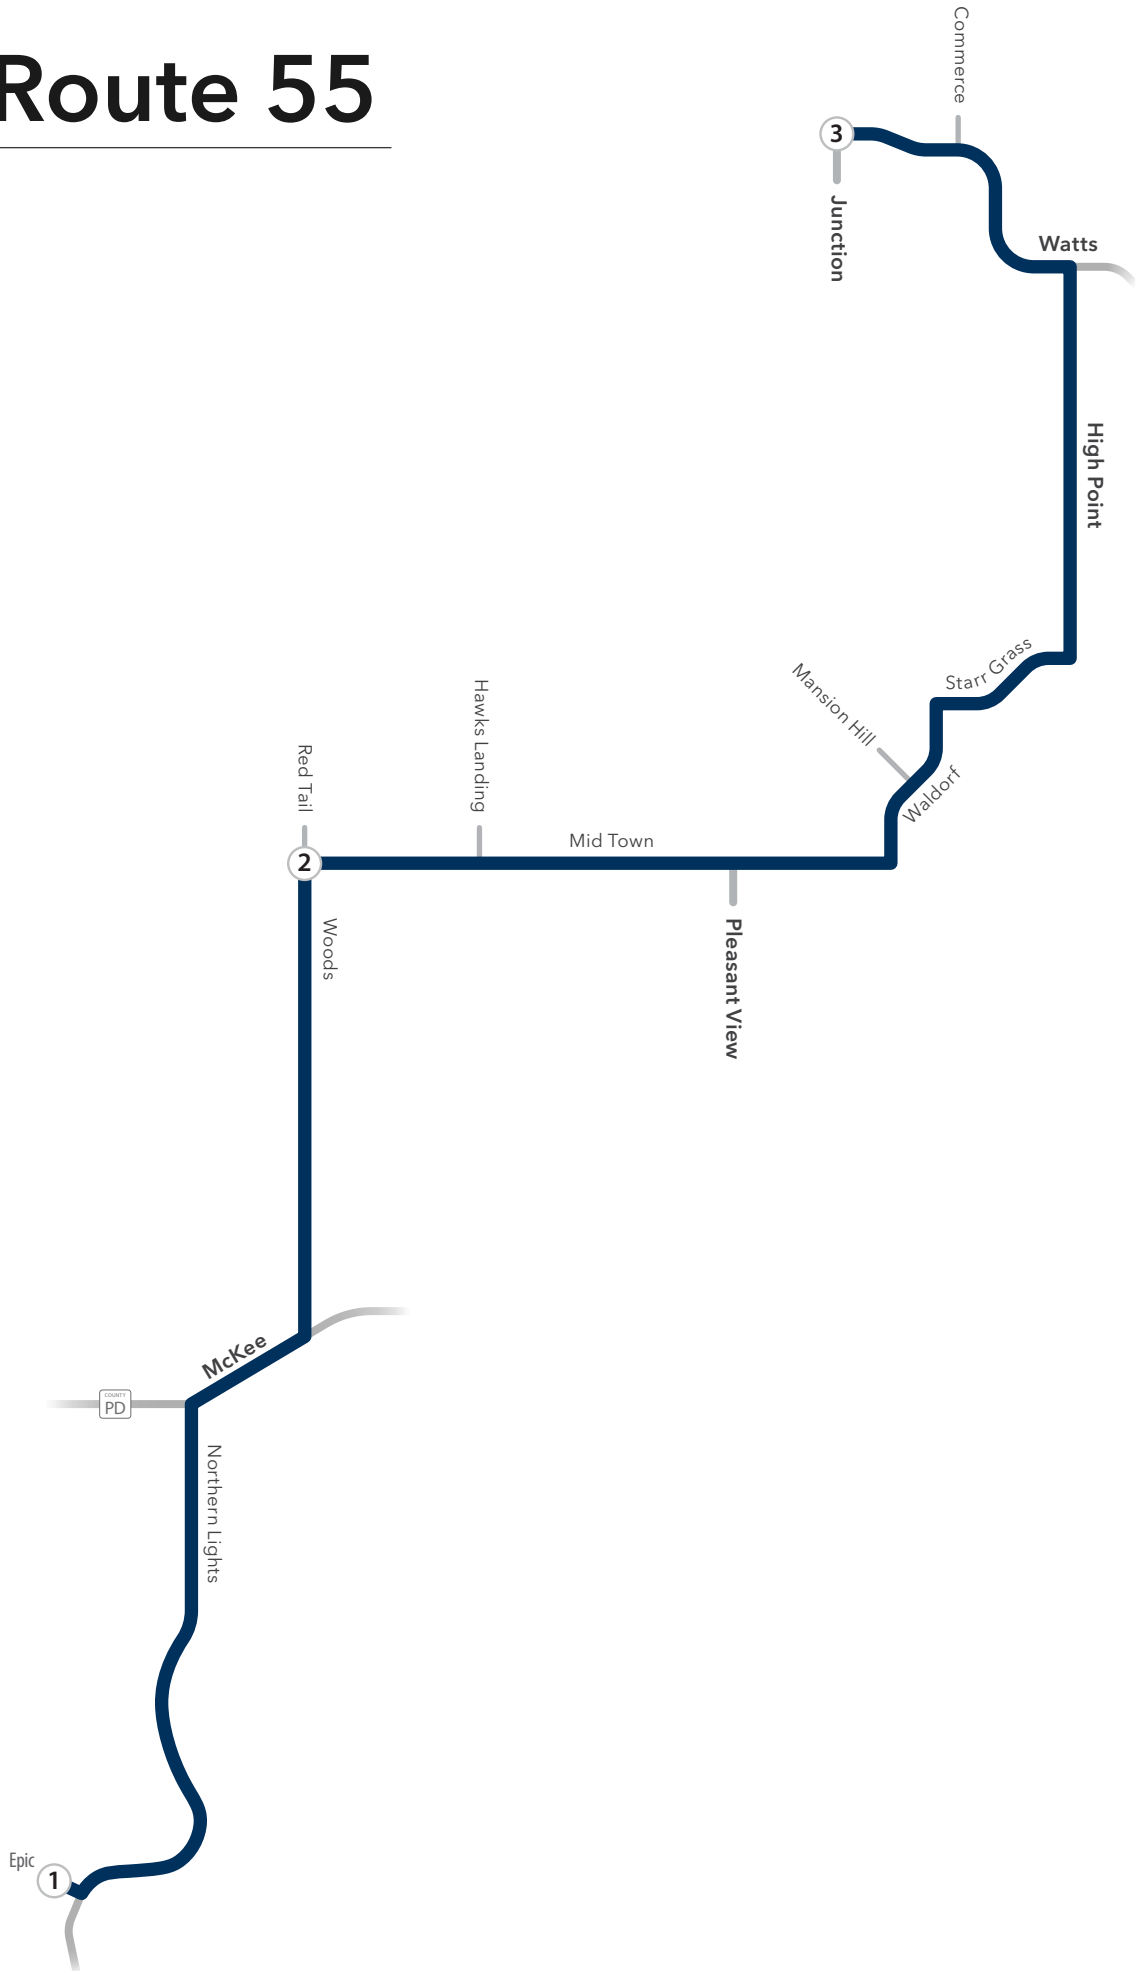 Route 55
Commerce
3
Junction
Watts
High Point
Starr Grass
Mansion Hill
Waldorf
Hawks Landing
Red Tail
Mid Town
2
Woods
Pleasant View
McKee
COUNTY
PD
Northern Lights
Epic
1